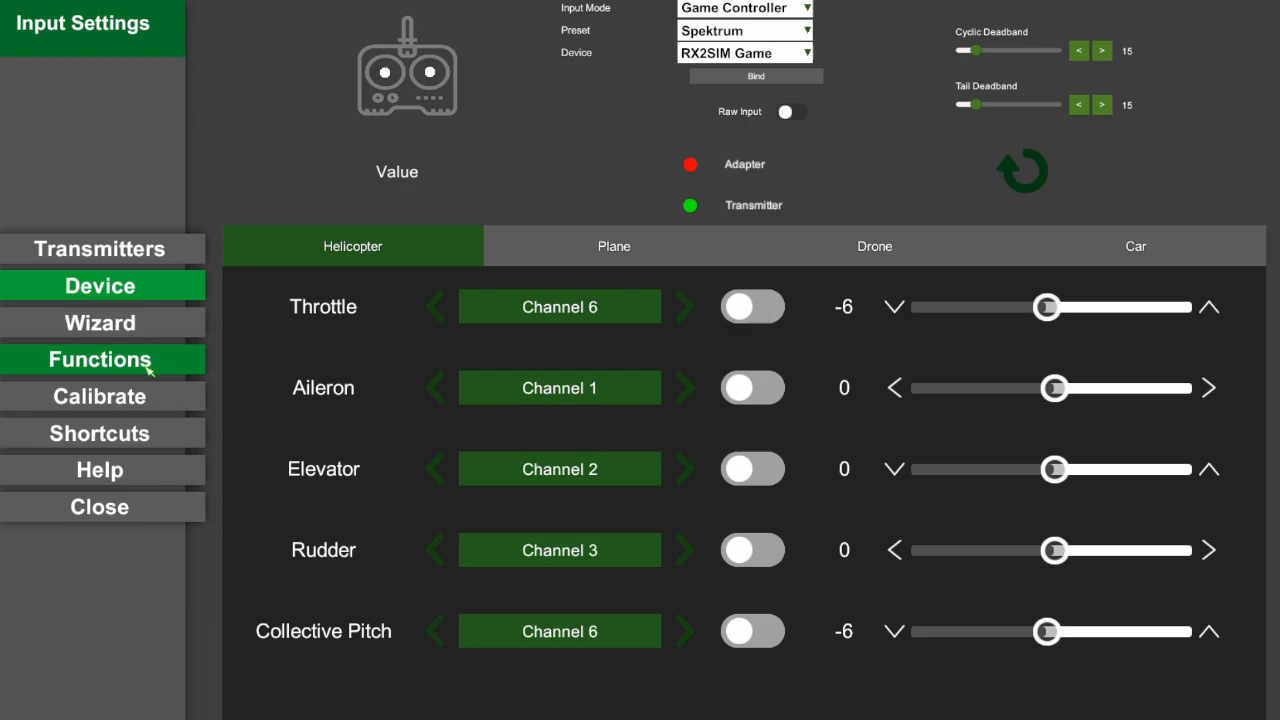 Input Settings
Transmitters
Device
Wizard
Functions
Calibrate
Shortcuts
Help
Close
Value
Input Mode
Game Controller
Preset
Spektrum
Device
RX2SIM Game
Bind
Raw Input
Adapter
Transmitter
Cyclic Deadband
< > 15
Tail Deadband
< > 15
Helicopter Plane Drone Car
Throttle Channel 6 -6
Aileron Channel 1 0
Elevator Channel 2 0
Rudder Channel 3 0
Collective Pitch Channel 6 -6